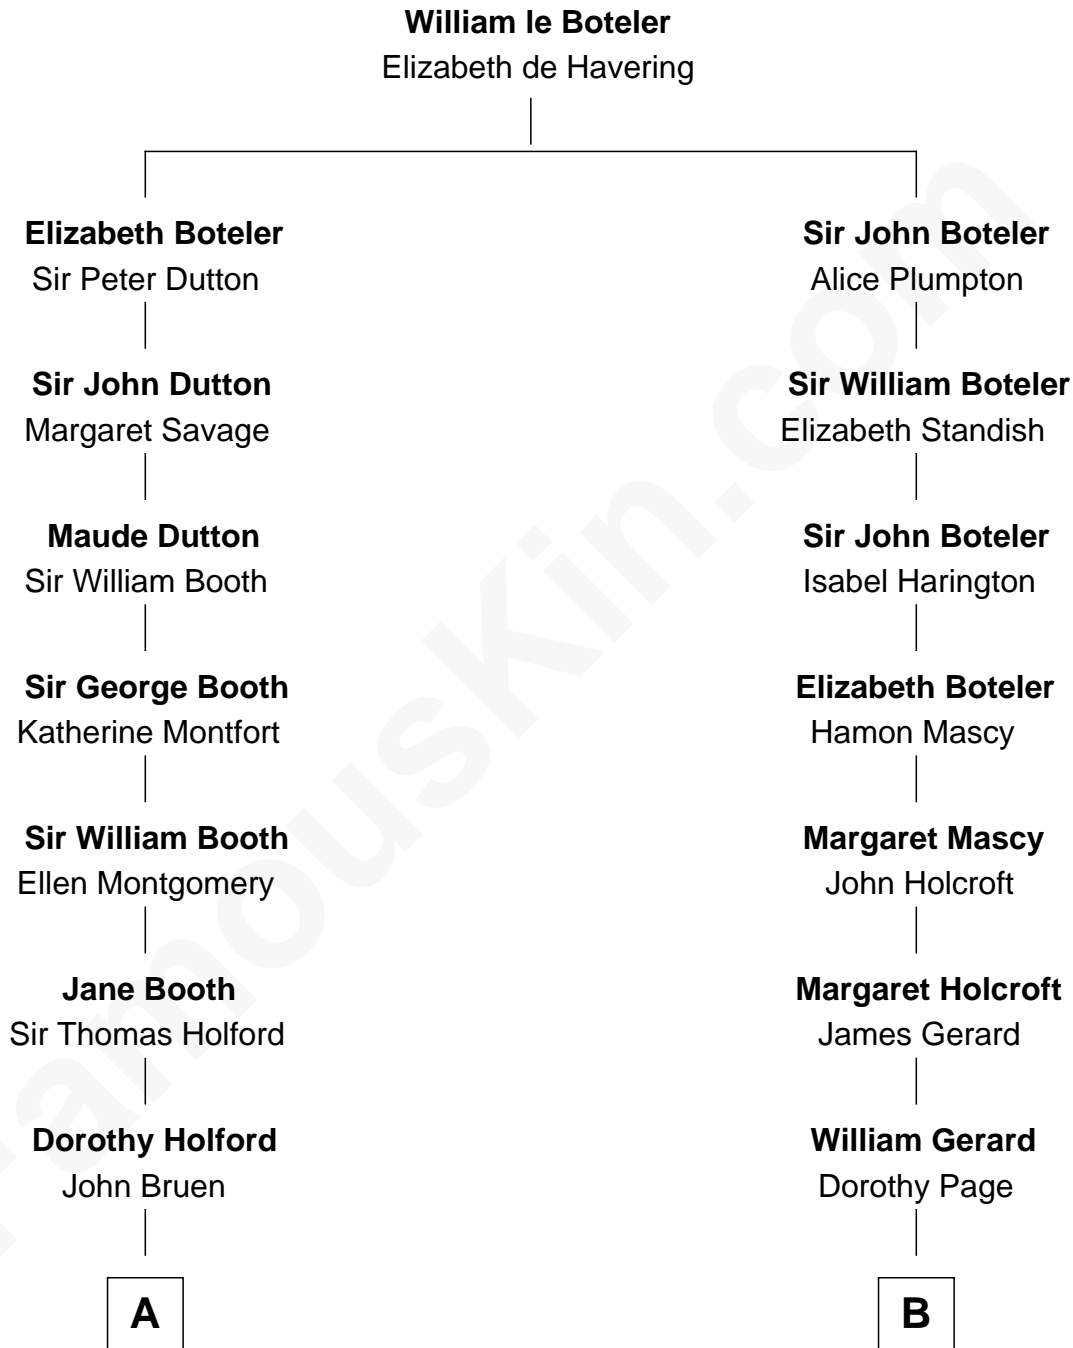 William le Boteler
Elizabeth de Havering
Elizabeth Boteler
Sir Peter Dutton
Sir John Boteler
Alice Plumpton
Sir John Dutton
Margaret Savage
Sir William Boteler
Elizabeth Standish
Maude Dutton
Sir William Booth
Sir John Boteler
Isabel Harington
Sir George Booth
Katherine Montfort
Elizabeth Boteler
Hamon Mascy
Sir William Booth
Ellen Montgomery
Margaret Mascy
John Holcroft
Jane Booth
Sir Thomas Holford
Margaret Holcroft
James Gerard
Dorothy Holford
John Bruen
William Gerard
Dorothy Page
A
B
FamousKin.com